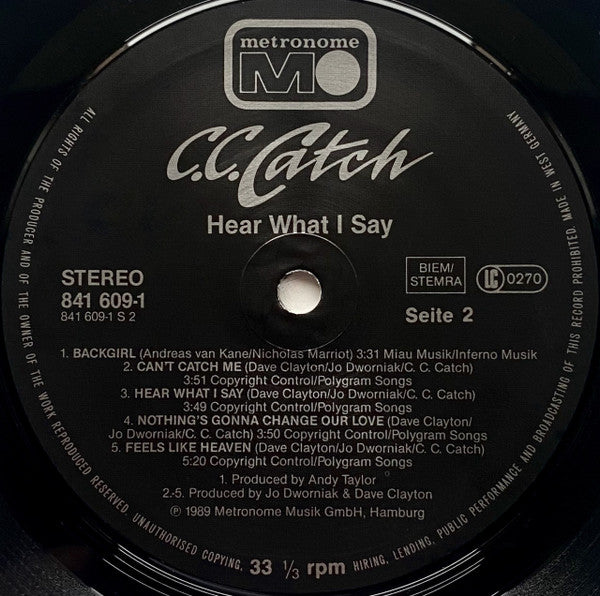 metronome
M
C.C. Catch
Hear What I Say
STEREO
841 609-1
841 609-1 S 2
BIEM/
STEMRA
LC 0270
Seite 2
1. BACKGIRL (Andreas van Kane/Nicholas Marriot) 3:31 Miau Musik/Inferno Musik
2. CAN'T CATCH ME (Dave Clayton/Jo Dworniak/C. C. Catch)
3:51 Copyright Control/Polygram Songs
3. HEAR WHAT I SAY (Dave Clayton/Jo Dworniak/C. C. Catch)
3:49 Copyright Control/Polygram Songs
4. NOTHING'S GONNA CHANGE OUR LOVE (Dave Clayton/
Jo Dworniak/C. C. Catch) 3:50 Copyright Control/Polygram Songs
5. FEELS LIKE HEAVEN (Dave Clayton/Jo Dworniak/C. C. Catch)
5:20 Copyright Control/Polygram Songs
1. Produced by Andy Taylor
2.-5. Produced by Jo Dworniak & Dave Clayton
℗ 1989 Metronome Musik GmbH, Hamburg
33 ⅓ rpm
ALL RIGHTS OF THE PRODUCER AND OF THE OWNER OF THE WORK REPRODUCED RESERVED. UNAUTHORISED COPYING, HIRING, LENDING, PUBLIC PERFORMANCE AND BROADCASTING OF THIS RECORD PROHIBITED. MADE IN WEST GERMANY